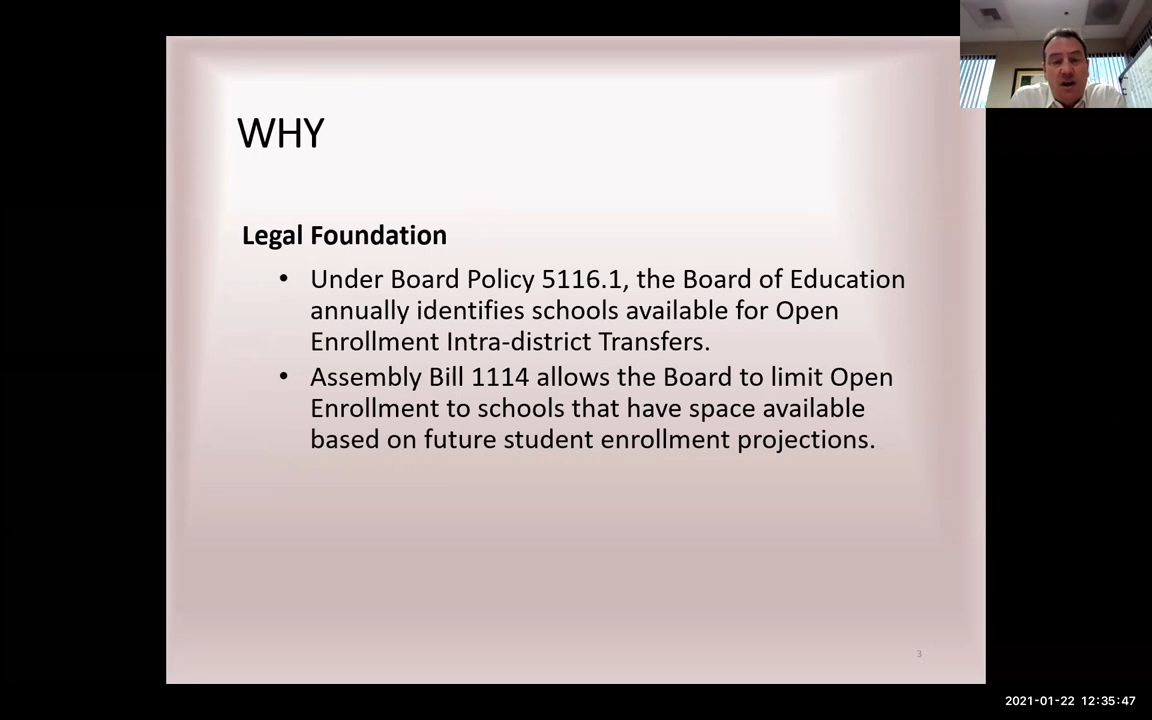 WHY
Legal Foundation
• Under Board Policy 5116.1, the Board of Education
annually identifies schools available for Open
Enrollment Intra-district Transfers.
• Assembly Bill 1114 allows the Board to limit Open
Enrollment to schools that have space available
based on future student enrollment projections.
3
2021-01-22 12:35:47